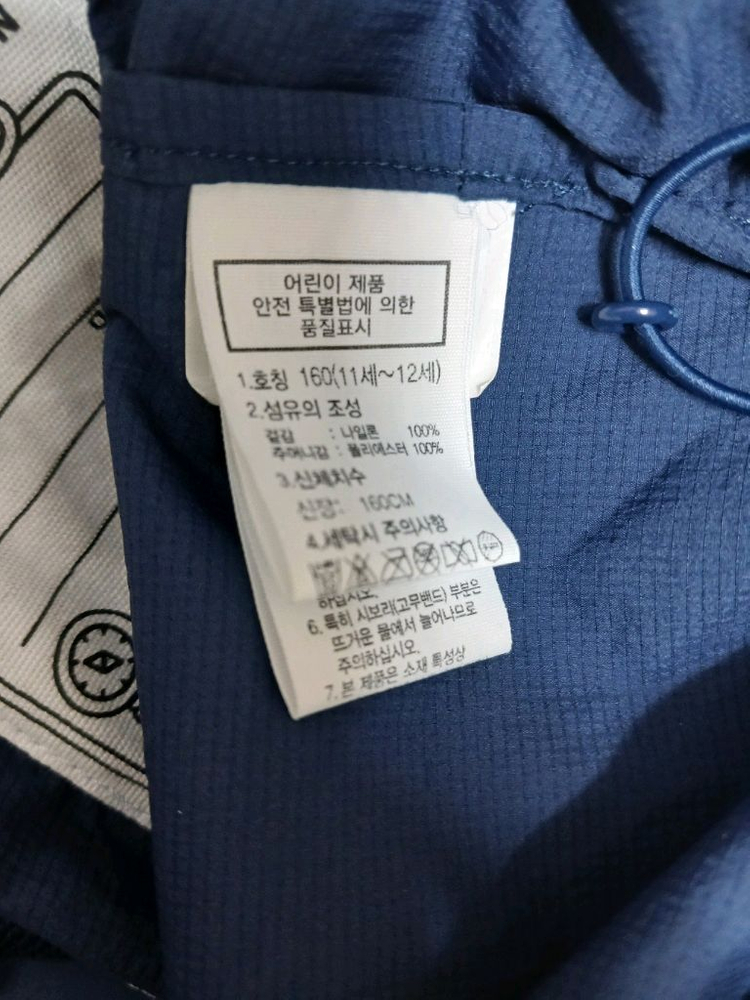 N
어린이 제품
안전 특별법에 의한
품질표시
1.호칭 160(11세~12세)
2.섬유의 조성
겉감 : 나일론 100%
주머니감 : 폴리에스터 100%
3.신체치수
신장: 160CM
4.세탁시 주의사항
하십시오.
6. 특히 시보리(고무밴드) 부분은
뜨거운 물에서 늘어나므로
주의하십시오.
7. 본 제품은 소재 특성상